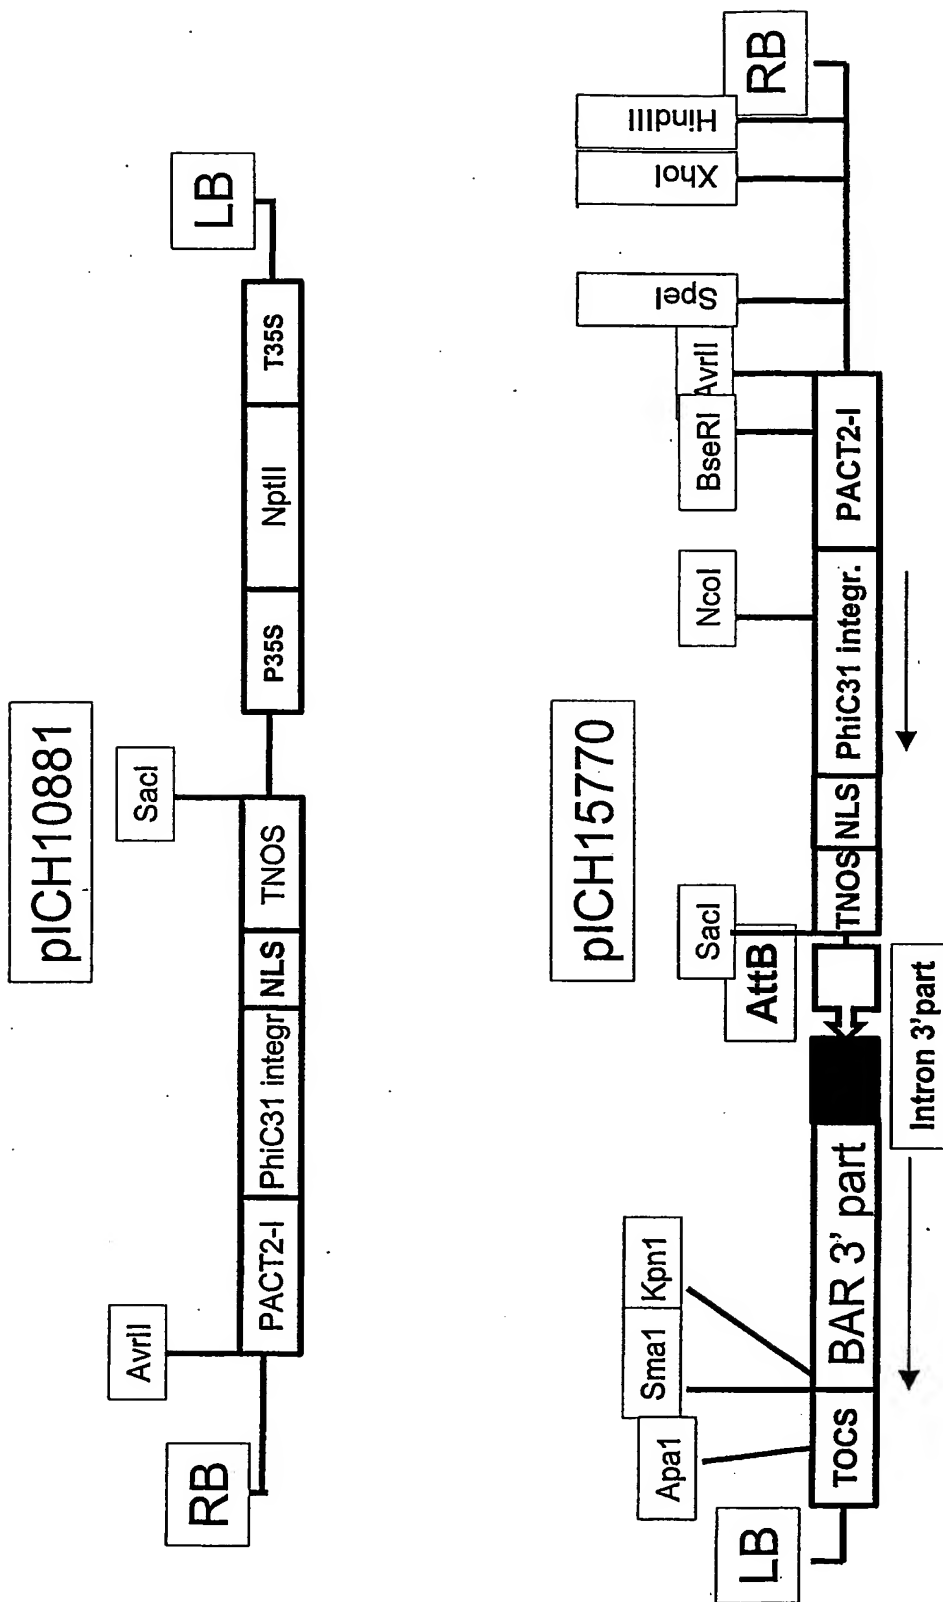 pICH10881
RB
AvrII
PACT2-I
PhiC31 integr
NLS
TNOS
SacI
P35S
NptII
T35S
LB
pICH15770
LB
TOCS
Apa1
Sma1
Kpn1
BAR 3' part
Intron 3'part
AttB
SacI
TNOS
NLS
PhiC31 integr.
NcoI
PACT2-I
BseRI
AvrII
SpeI
XhoI
HindIII
RB